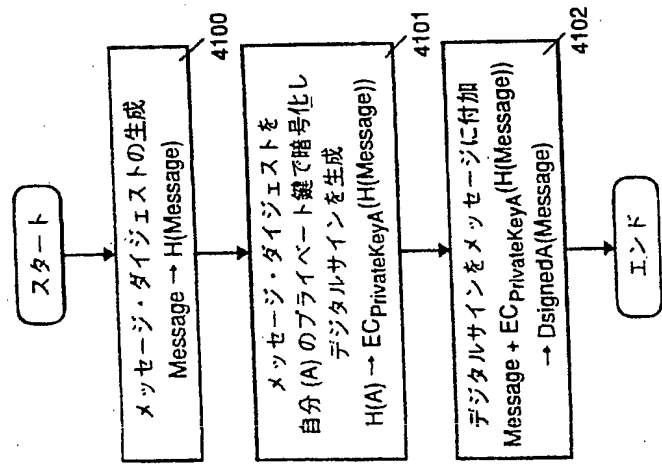 スタート
メッセージ・ダイジェストの生成
Message → H(Message)
4100
メッセージ・ダイジェストを
自分(A)のプライベート鍵で暗号化し
デジタルサインを生成
H(A) → ECPrivateKeyA(H(Message))
4101
デジタルサインをメッセージに付加
Message + ECPrivateKeyA(H(Message))
→ DsignedA(Message)
4102
エンド